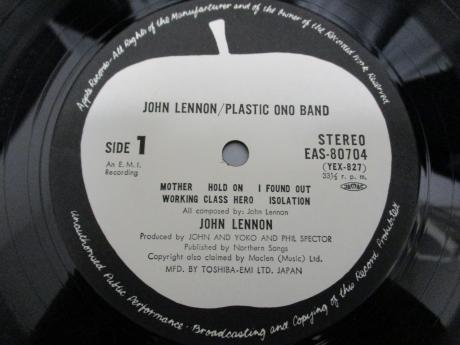 Apple Records · All Rights of the Manufacturer and of the Owner of the Recorded Work Reserved
JOHN LENNON/PLASTIC ONO BAND
SIDE 1
An E.M.I.
Recording
STEREO
EAS-80704
(YEX-827)
33⅓ r.p.m.
MOTHER HOLD ON I FOUND OUT
WORKING CLASS HERO ISOLATION
All composed by: John Lennon
JOHN LENNON
Produced by JOHN AND YOKO AND PHIL SPECTOR
Published by Northern Songs
Copyright also claimed by Maclen (Music) Ltd.
MFD. BY TOSHIBA-EMI LTD. JAPAN
Unauthorised Public Performance · Broadcasting and Copying of this Record Prohibited